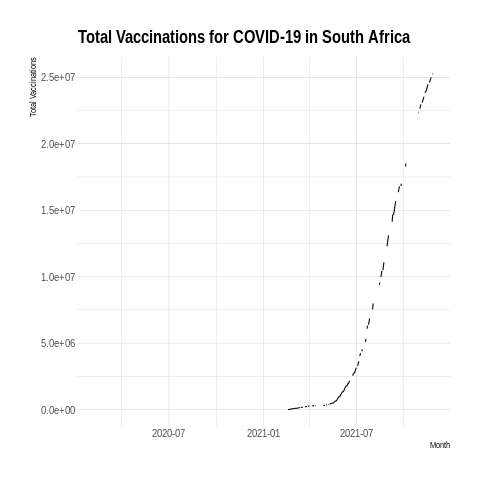 Total Vaccinations for COVID-19 in South Africa
Total Vaccinations
2.5e+07
2.0e+07
1.5e+07
1.0e+07
5.0e+06
0.0e+00
2020-07 2021-01 2021-07
Month